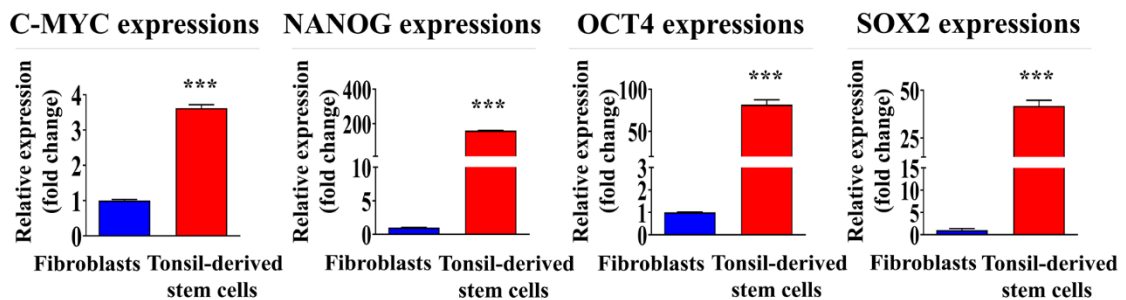 C-MYC expressions
Relative expression
(fold change)
4
3
2
1
0
***
Fibroblasts Tonsil-derived
stem cells
NANOG expressions
Relative expression
(fold change)
400
200
10
5
0
***
Fibroblasts Tonsil-derived
stem cells
OCT4 expressions
Relative expression
(fold change)
100
50
3
2
1
0
***
Fibroblasts Tonsil-derived
stem cells
SOX2 expressions
Relative expression
(fold change)
50
25
15
10
5
0
***
Fibroblasts Tonsil-derived
stem cells